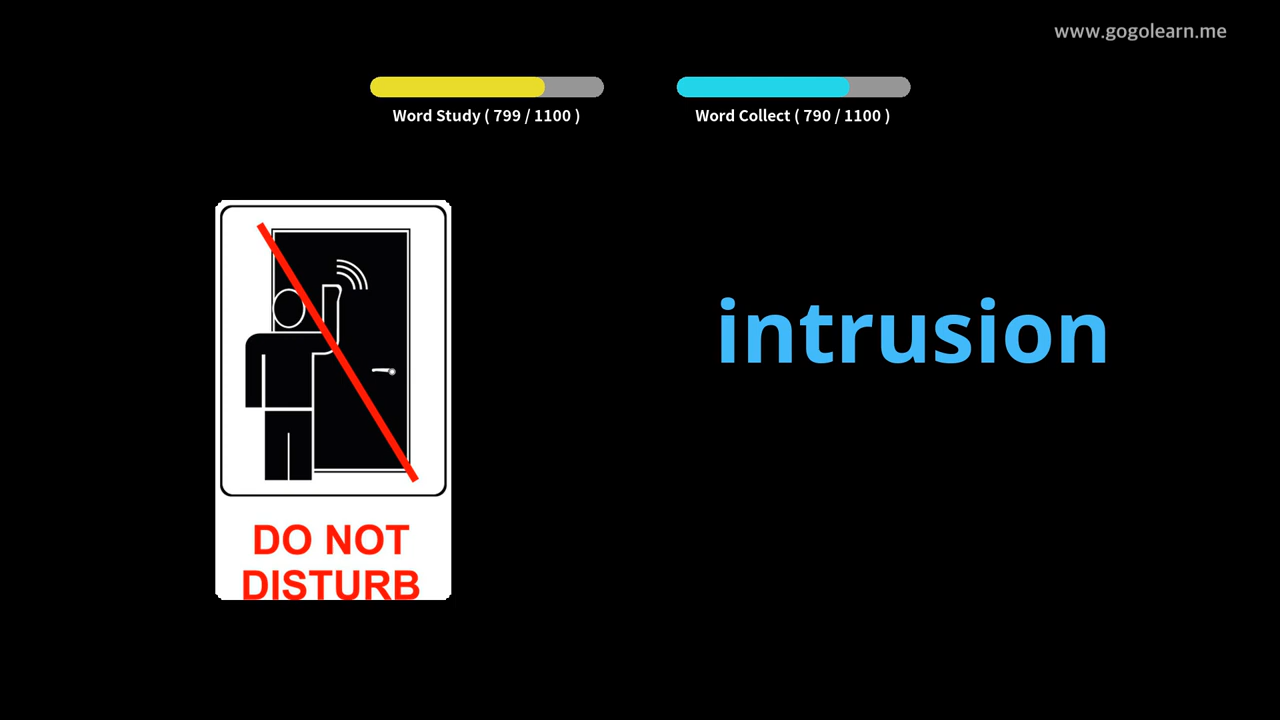 www.gogolearn.me
Word Study ( 799 / 1100 )
Word Collect ( 790 / 1100 )
intrusion
DO NOT
DISTURB